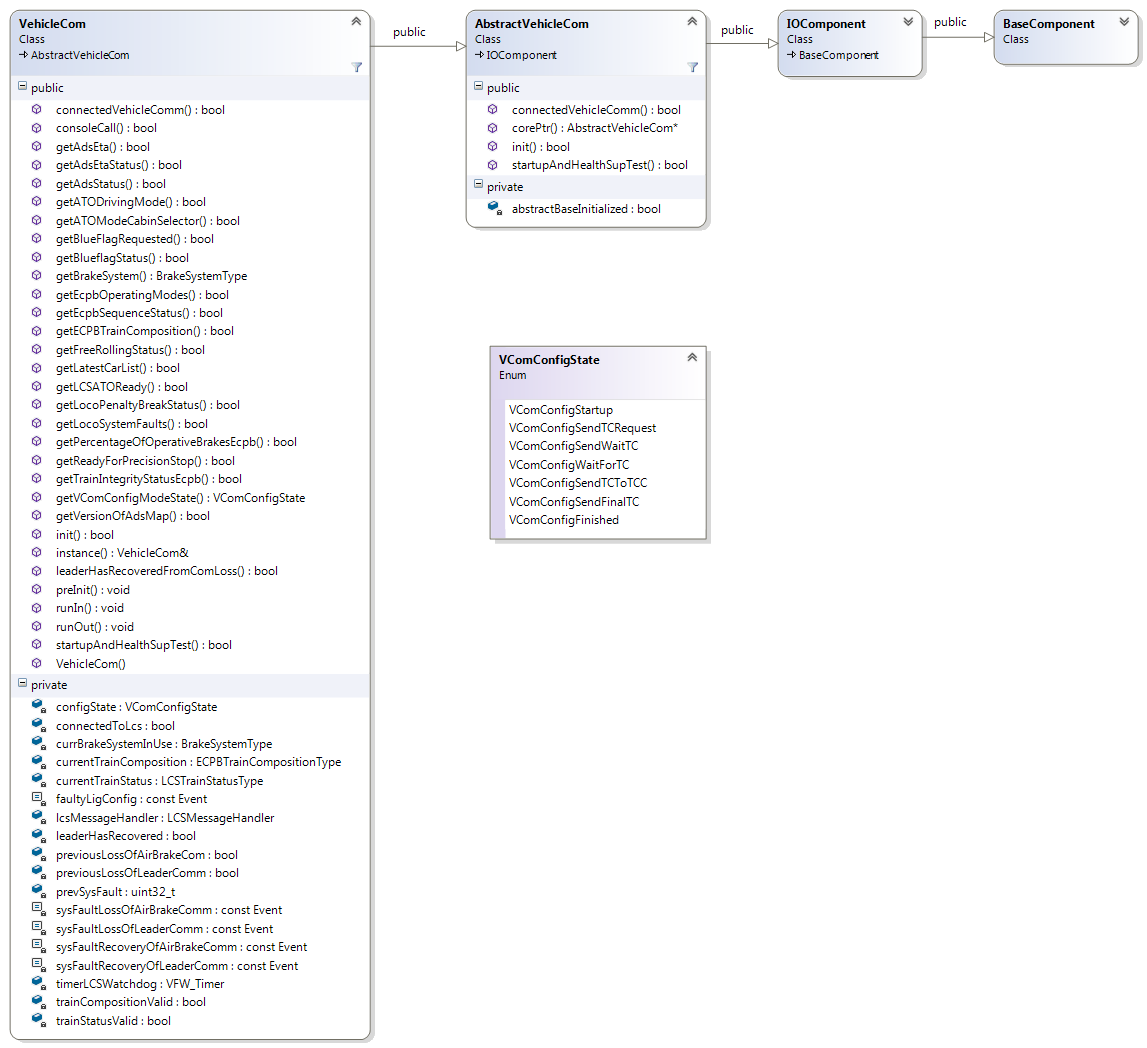 VehicleCom
Class
AbstractVehicleCom
public
connectedVehicleComm() : bool
consoleCall() : bool
getAdsEta() : bool
getAdsEtaStatus() : bool
getAdsStatus() : bool
getATODrivingMode() : bool
getATOModeCabinSelector() : bool
getBlueFlagRequested() : bool
getBlueflagStatus() : bool
getBrakeSystem() : BrakeSystemType
getEcpbOperatingModes() : bool
getEcpbSequenceStatus() : bool
getECPBTrainComposition() : bool
getFreeRollingStatus() : bool
getLatestCarList() : bool
getLCSATOReady() : bool
getLocoPenaltyBreakStatus() : bool
getLocoSystemFaults() : bool
getPercentageOfOperativeBrakesEcpb() : bool
getReadyForPrecisionStop() : bool
getTrainIntegrityStatusEcpb() : bool
getVComConfigModeState() : VComConfigState
getVersionOfAdsMap() : bool
init() : bool
instance() : VehicleCom&
leaderHasRecoveredFromComLoss() : bool
preInit() : void
runIn() : void
runOut() : void
startupAndHealthSupTest() : bool
VehicleCom()
private
configState : VComConfigState
connectedToLcs : bool
currBrakeSystemInUse : BrakeSystemType
currentTrainComposition : ECPBTrainCompositionType
currentTrainStatus : LCSTrainStatusType
faultyLigConfig : const Event
lcsMessageHandler : LCSMessageHandler
leaderHasRecovered : bool
previousLossOfAirBrakeCom : bool
previousLossOfLeaderComm : bool
prevSysFault : uint32_t
sysFaultLossOfAirBrakeComm : const Event
sysFaultLossOfLeaderComm : const Event
sysFaultRecoveryOfAirBrakeComm : const Event
sysFaultRecoveryOfLeaderComm : const Event
timerLCSWatchdog : VFW_Timer
trainCompositionValid : bool
trainStatusValid : bool
public
AbstractVehicleCom
Class
IOComponent
public
connectedVehicleComm() : bool
corePtr() : AbstractVehicleCom*
init() : bool
startupAndHealthSupTest() : bool
private
abstractBaseInitialized : bool
public
IOComponent
Class
BaseComponent
public
BaseComponent
Class
VComConfigState
Enum
VComConfigStartup
VComConfigSendTCRequest
VComConfigSendWaitTC
VComConfigWaitForTC
VComConfigSendTCToTCC
VComConfigSendFinalTC
VComConfigFinished